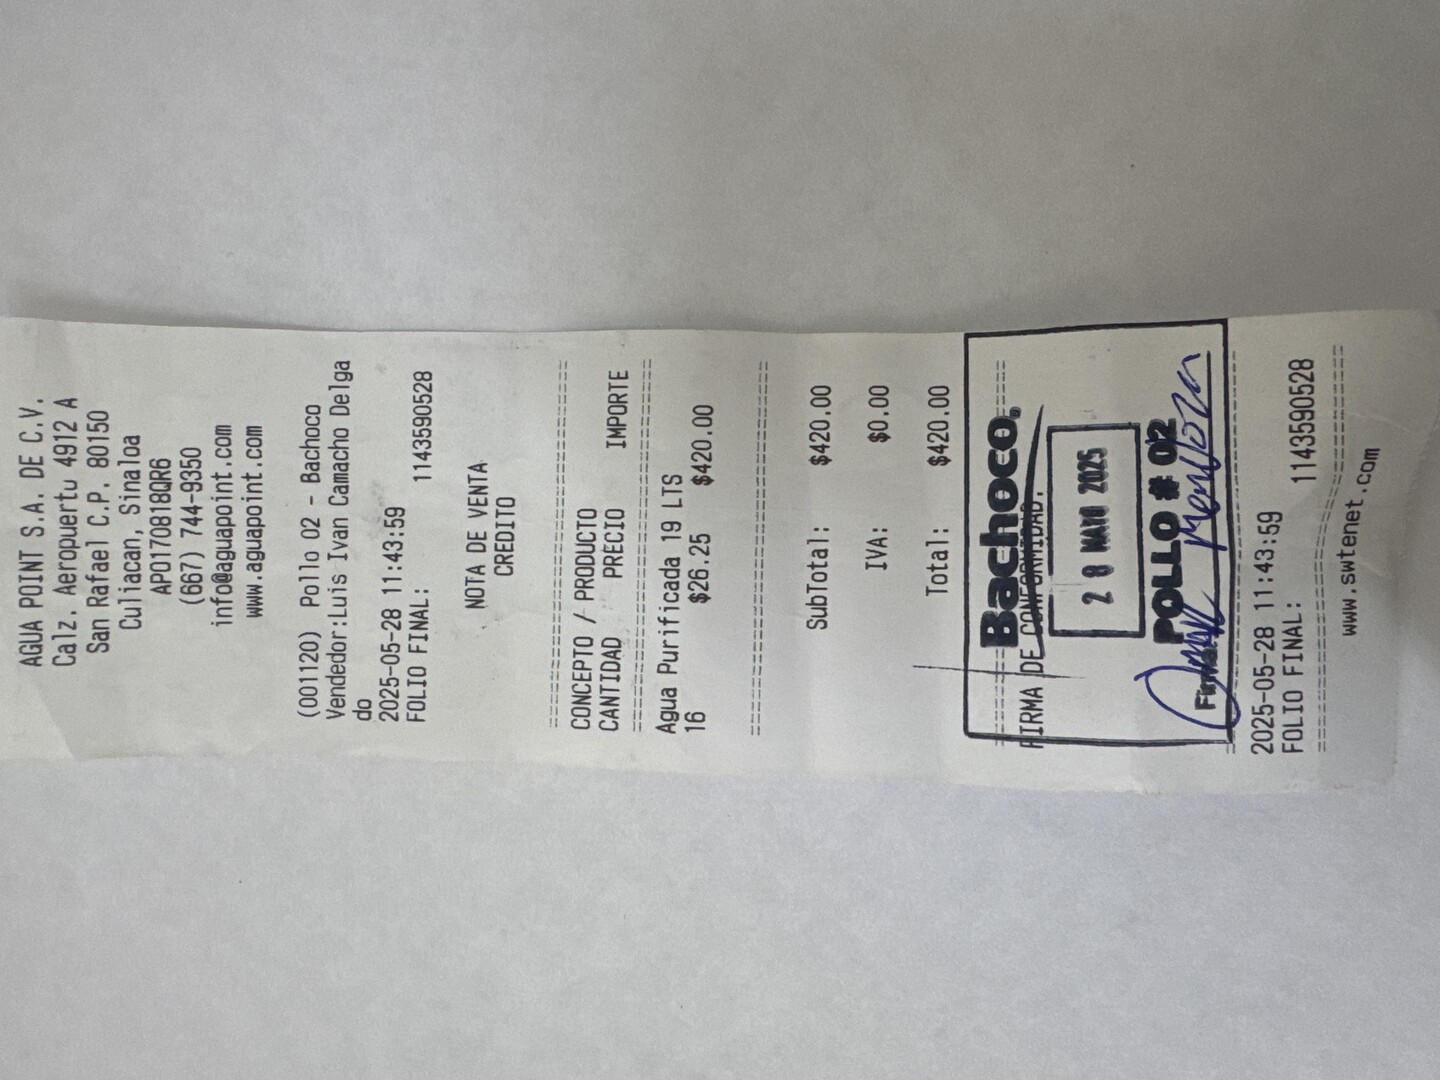 AGUA POINT S.A. DE C.V.
Calz. Aeropuertu 4912 A
San Rafael C.P. 80150
Culiacan, Sinaloa
APO170818QR6
(667) 744-9350
info@aguapoint.com
www.aguapoint.com
(001120) Pollo 02 - Bachoco
Vendedor:Luis Ivan Camacho Delga
do
2025-05-28 11:43:59
FOLIO FINAL: 1143590528
NOTA DE VENTA
CREDITO
================================
CONCEPTO / PRODUCTO
CANTIDAD PRECIO IMPORTE
================================
Agua Purificada 19 LTS
16 $26.25 $420.00
================================
SubTotal: $420.00
IVA: $0.00
Total: $420.00
================================
Bachoco
FIRMA DE CONFORMIDAD.
28 MAYO 2025
POLLO # 02
Firma:
Mendoza
================================
2025-05-28 11:43:59
FOLIO FINAL: 1143590528
================================
www.swtenet.com